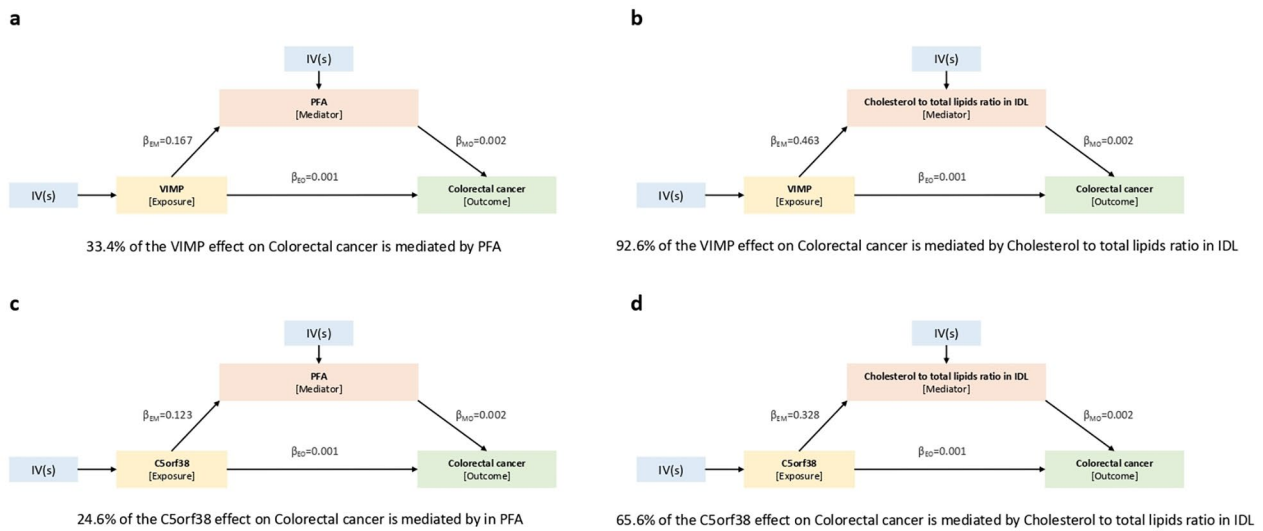 a
IV(s)
PFA
[Mediator]
βEM=0.167
βMO=0.002
IV(s)
VIMP
[Exposure]
βEO=0.001
Colorectal cancer
[Outcome]
33.4% of the VIMP effect on Colorectal cancer is mediated by PFA
b
IV(s)
Cholesterol to total lipids ratio in IDL
[Mediator]
βEM=0.463
βMO=0.002
IV(s)
VIMP
[Exposure]
βEO=0.001
Colorectal cancer
[Outcome]
92.6% of the VIMP effect on Colorectal cancer is mediated by Cholesterol to total lipids ratio in IDL
c
IV(s)
PFA
[Mediator]
βEM=0.123
βMO=0.002
IV(s)
C5orf38
[Exposure]
βEO=0.001
Colorectal cancer
[Outcome]
24.6% of the C5orf38 effect on Colorectal cancer is mediated by in PFA
d
IV(s)
Cholesterol to total lipids ratio in IDL
[Mediator]
βEM=0.328
βMO=0.002
IV(s)
C5orf38
[Exposure]
βEO=0.001
Colorectal cancer
[Outcome]
65.6% of the C5orf38 effect on Colorectal cancer is mediated by Cholesterol to total lipids ratio in IDL